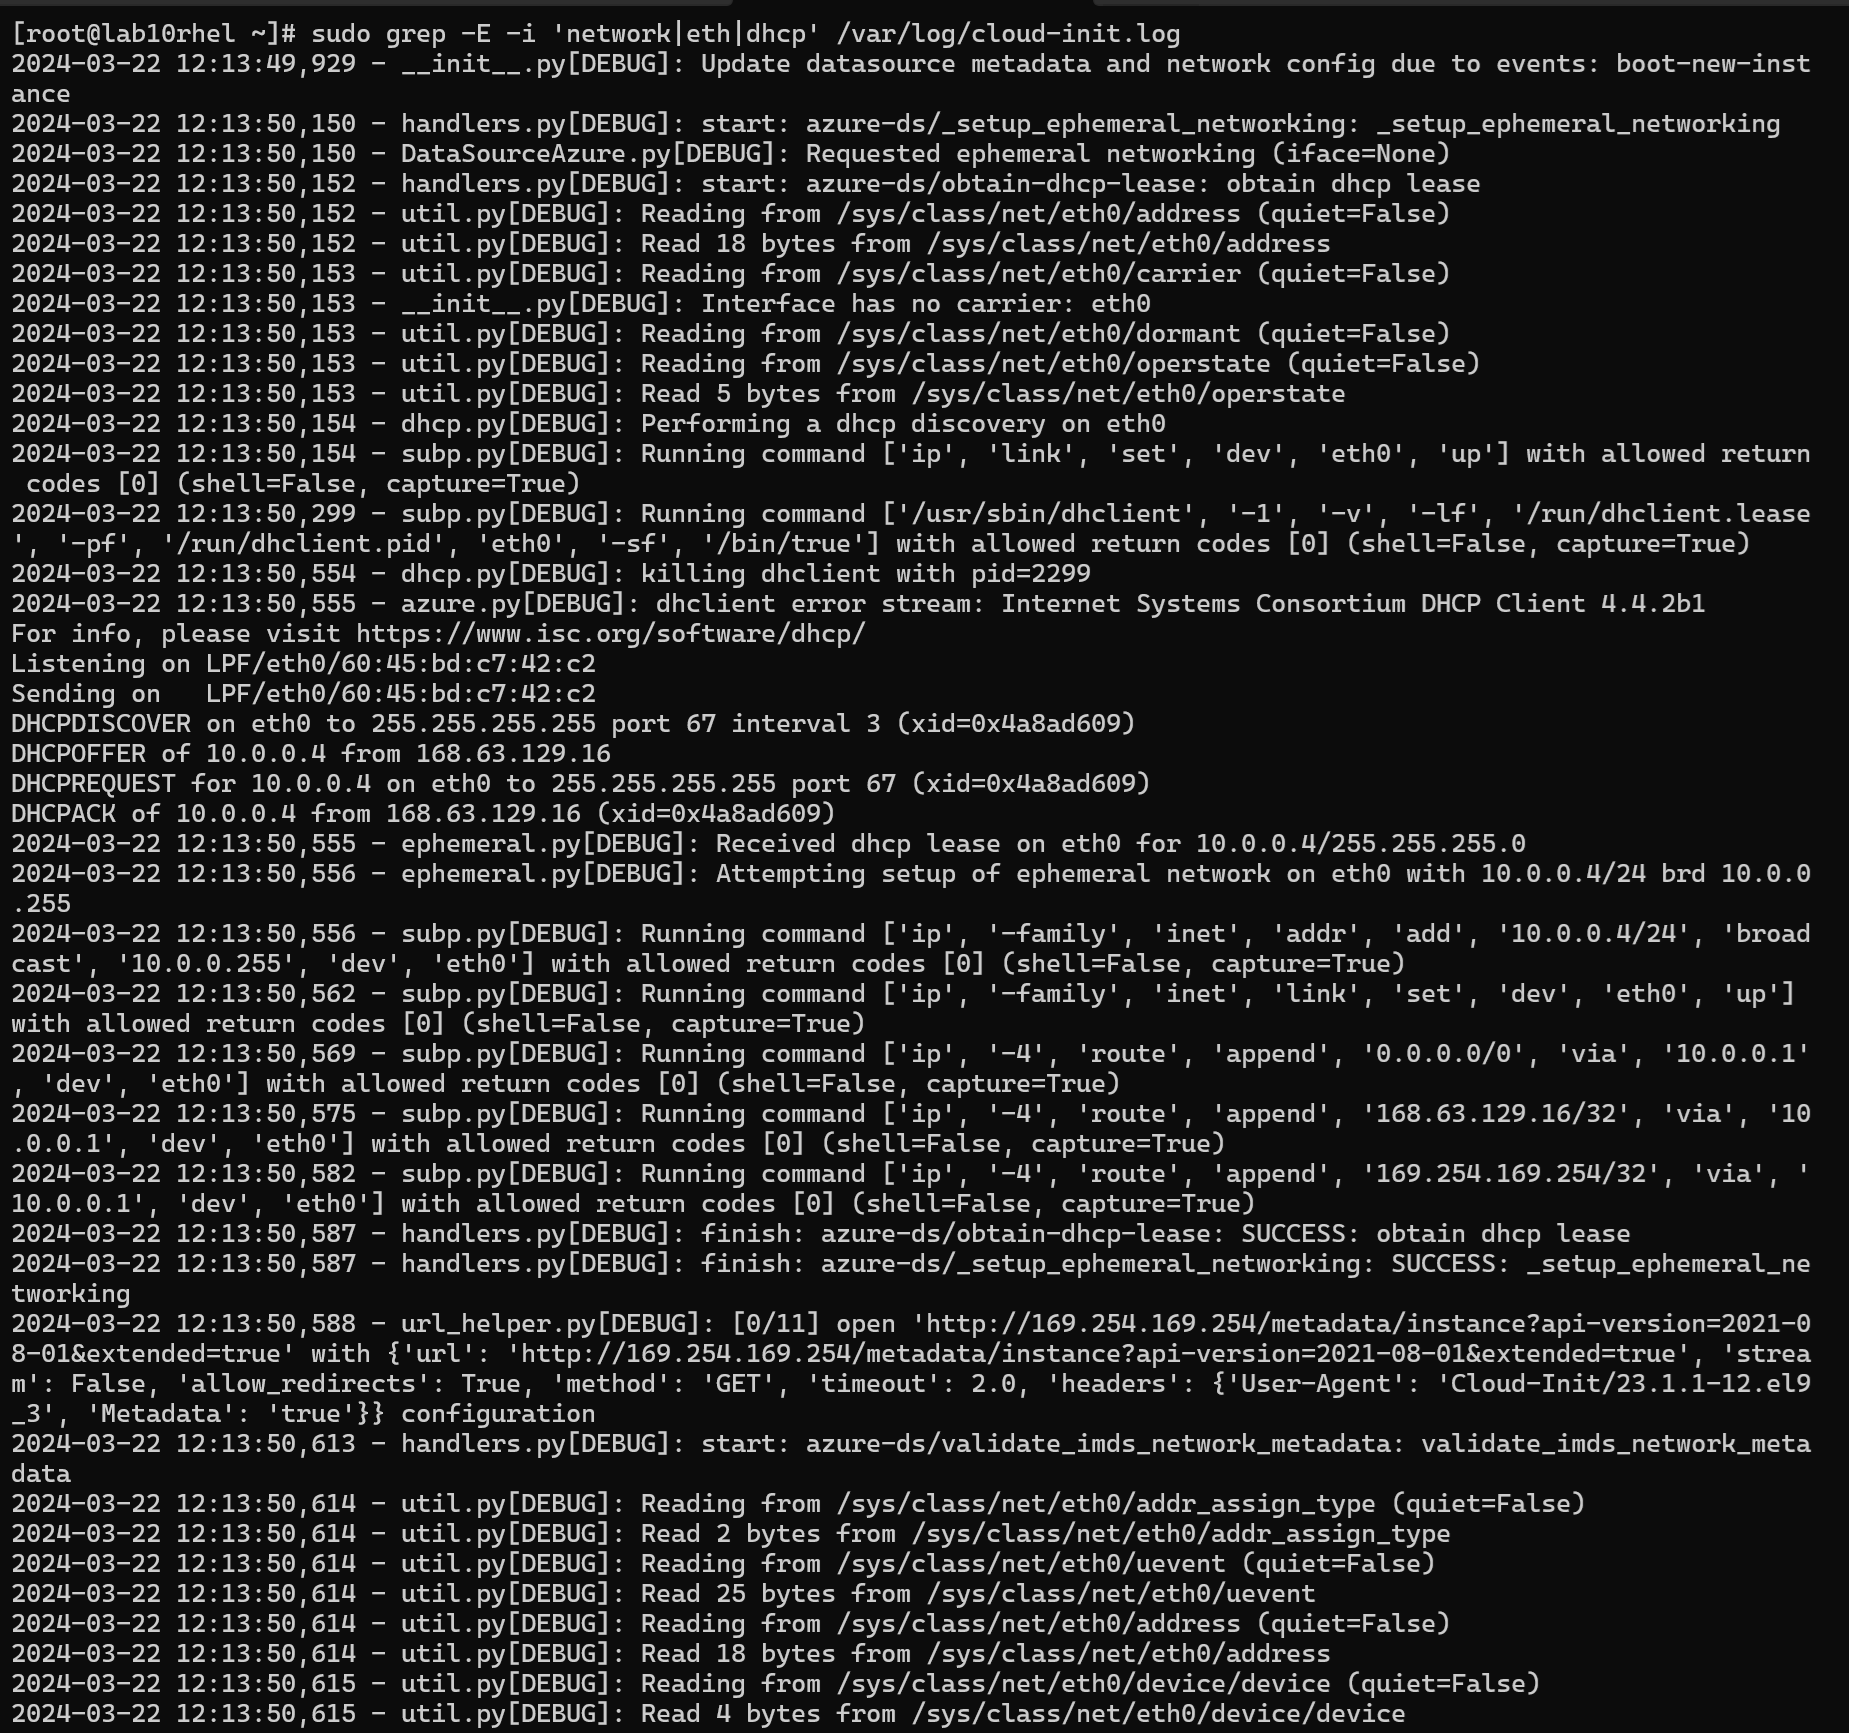 [root@lab10rhel ~]# sudo grep -E -i 'network|eth|dhcp' /var/log/cloud-init.log
2024-03-22 12:13:49,929 - __init__.py[DEBUG]: Update datasource metadata and network config due to events: boot-new-inst
ance
2024-03-22 12:13:50,150 - handlers.py[DEBUG]: start: azure-ds/_setup_ephemeral_networking: _setup_ephemeral_networking
2024-03-22 12:13:50,150 - DataSourceAzure.py[DEBUG]: Requested ephemeral networking (iface=None)
2024-03-22 12:13:50,152 - handlers.py[DEBUG]: start: azure-ds/obtain-dhcp-lease: obtain dhcp lease
2024-03-22 12:13:50,152 - util.py[DEBUG]: Reading from /sys/class/net/eth0/address (quiet=False)
2024-03-22 12:13:50,152 - util.py[DEBUG]: Read 18 bytes from /sys/class/net/eth0/address
2024-03-22 12:13:50,153 - util.py[DEBUG]: Reading from /sys/class/net/eth0/carrier (quiet=False)
2024-03-22 12:13:50,153 - __init__.py[DEBUG]: Interface has no carrier: eth0
2024-03-22 12:13:50,153 - util.py[DEBUG]: Reading from /sys/class/net/eth0/dormant (quiet=False)
2024-03-22 12:13:50,153 - util.py[DEBUG]: Reading from /sys/class/net/eth0/operstate (quiet=False)
2024-03-22 12:13:50,153 - util.py[DEBUG]: Read 5 bytes from /sys/class/net/eth0/operstate
2024-03-22 12:13:50,154 - dhcp.py[DEBUG]: Performing a dhcp discovery on eth0
2024-03-22 12:13:50,154 - subp.py[DEBUG]: Running command ['ip', 'link', 'set', 'dev', 'eth0', 'up'] with allowed return
 codes [0] (shell=False, capture=True)
2024-03-22 12:13:50,299 - subp.py[DEBUG]: Running command ['/usr/sbin/dhclient', '-1', '-v', '-lf', '/run/dhclient.lease
', '-pf', '/run/dhclient.pid', 'eth0', '-sf', '/bin/true'] with allowed return codes [0] (shell=False, capture=True)
2024-03-22 12:13:50,554 - dhcp.py[DEBUG]: killing dhclient with pid=2299
2024-03-22 12:13:50,555 - azure.py[DEBUG]: dhclient error stream: Internet Systems Consortium DHCP Client 4.4.2b1
For info, please visit https://www.isc.org/software/dhcp/
Listening on LPF/eth0/60:45:bd:c7:42:c2
Sending on   LPF/eth0/60:45:bd:c7:42:c2
DHCPDISCOVER on eth0 to 255.255.255.255 port 67 interval 3 (xid=0x4a8ad609)
DHCPOFFER of 10.0.0.4 from 168.63.129.16
DHCPREQUEST for 10.0.0.4 on eth0 to 255.255.255.255 port 67 (xid=0x4a8ad609)
DHCPACK of 10.0.0.4 from 168.63.129.16 (xid=0x4a8ad609)
2024-03-22 12:13:50,555 - ephemeral.py[DEBUG]: Received dhcp lease on eth0 for 10.0.0.4/255.255.255.0
2024-03-22 12:13:50,556 - ephemeral.py[DEBUG]: Attempting setup of ephemeral network on eth0 with 10.0.0.4/24 brd 10.0.0
.255
2024-03-22 12:13:50,556 - subp.py[DEBUG]: Running command ['ip', '-family', 'inet', 'addr', 'add', '10.0.0.4/24', 'broad
cast', '10.0.0.255', 'dev', 'eth0'] with allowed return codes [0] (shell=False, capture=True)
2024-03-22 12:13:50,562 - subp.py[DEBUG]: Running command ['ip', '-family', 'inet', 'link', 'set', 'dev', 'eth0', 'up']
with allowed return codes [0] (shell=False, capture=True)
2024-03-22 12:13:50,569 - subp.py[DEBUG]: Running command ['ip', '-4', 'route', 'append', '0.0.0.0/0', 'via', '10.0.0.1'
, 'dev', 'eth0'] with allowed return codes [0] (shell=False, capture=True)
2024-03-22 12:13:50,575 - subp.py[DEBUG]: Running command ['ip', '-4', 'route', 'append', '168.63.129.16/32', 'via', '10
.0.0.1', 'dev', 'eth0'] with allowed return codes [0] (shell=False, capture=True)
2024-03-22 12:13:50,582 - subp.py[DEBUG]: Running command ['ip', '-4', 'route', 'append', '169.254.169.254/32', 'via', '
10.0.0.1', 'dev', 'eth0'] with allowed return codes [0] (shell=False, capture=True)
2024-03-22 12:13:50,587 - handlers.py[DEBUG]: finish: azure-ds/obtain-dhcp-lease: SUCCESS: obtain dhcp lease
2024-03-22 12:13:50,587 - handlers.py[DEBUG]: finish: azure-ds/_setup_ephemeral_networking: SUCCESS: _setup_ephemeral_ne
tworking
2024-03-22 12:13:50,588 - url_helper.py[DEBUG]: [0/11] open 'http://169.254.169.254/metadata/instance?api-version=2021-0
8-01&extended=true' with {'url': 'http://169.254.169.254/metadata/instance?api-version=2021-08-01&extended=true', 'strea
m': False, 'allow_redirects': True, 'method': 'GET', 'timeout': 2.0, 'headers': {'User-Agent': 'Cloud-Init/23.1.1-12.el9
_3', 'Metadata': 'true'}} configuration
2024-03-22 12:13:50,613 - handlers.py[DEBUG]: start: azure-ds/validate_imds_network_metadata: validate_imds_network_meta
data
2024-03-22 12:13:50,614 - util.py[DEBUG]: Reading from /sys/class/net/eth0/addr_assign_type (quiet=False)
2024-03-22 12:13:50,614 - util.py[DEBUG]: Read 2 bytes from /sys/class/net/eth0/addr_assign_type
2024-03-22 12:13:50,614 - util.py[DEBUG]: Reading from /sys/class/net/eth0/uevent (quiet=False)
2024-03-22 12:13:50,614 - util.py[DEBUG]: Read 25 bytes from /sys/class/net/eth0/uevent
2024-03-22 12:13:50,614 - util.py[DEBUG]: Reading from /sys/class/net/eth0/address (quiet=False)
2024-03-22 12:13:50,614 - util.py[DEBUG]: Read 18 bytes from /sys/class/net/eth0/address
2024-03-22 12:13:50,615 - util.py[DEBUG]: Reading from /sys/class/net/eth0/device/device (quiet=False)
2024-03-22 12:13:50,615 - util.py[DEBUG]: Read 4 bytes from /sys/class/net/eth0/device/device